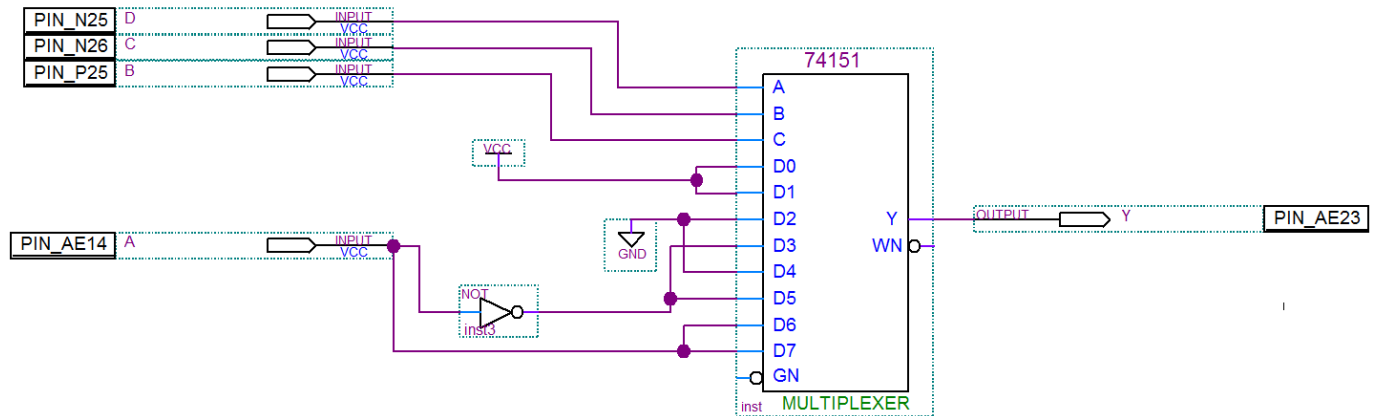 PIN_N25 D INPUT VCC
PIN_N26 C INPUT VCC
PIN_P25 B INPUT VCC
74151
A
B
C
VCC
D0
D1
D2
Y OUTPUT Y PIN_AE23
PIN_AE14 A INPUT VCC
GND
D3
WN
D4
NOT
D5
inst3
D6
D7
GN
inst MULTIPLEXER